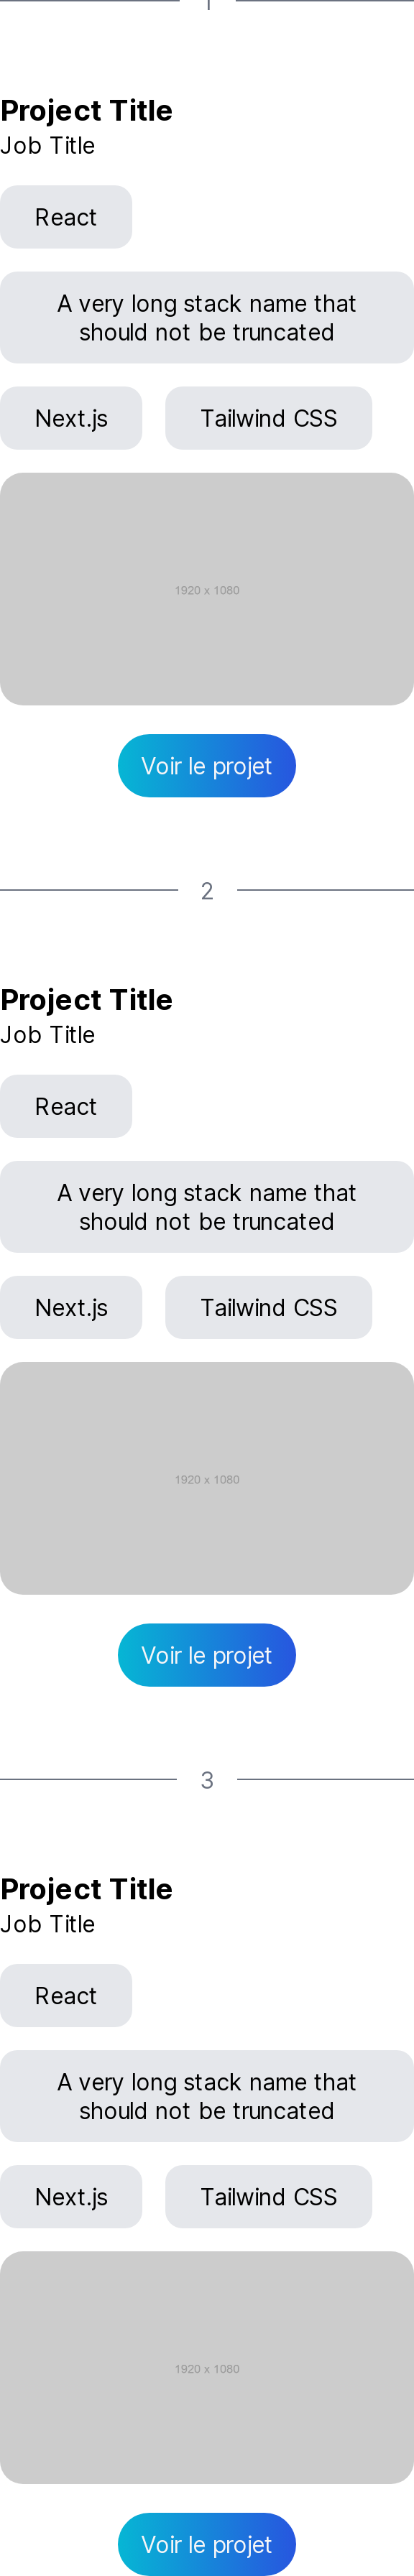 1
Project Title
Job Title
React
A very long stack name that
should not be truncated
Next.js
Tailwind CSS
1920 x 1080
Voir le projet
2
Project Title
Job Title
React
A very long stack name that
should not be truncated
Next.js
Tailwind CSS
1920 x 1080
Voir le projet
3
Project Title
Job Title
React
A very long stack name that
should not be truncated
Next.js
Tailwind CSS
1920 x 1080
Voir le projet